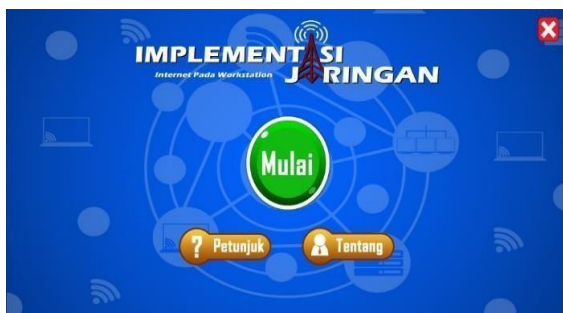 IMPLEMENTASI
Internet Pada Workstation
JARINGAN
Mulai
? Petunjuk
Tentang